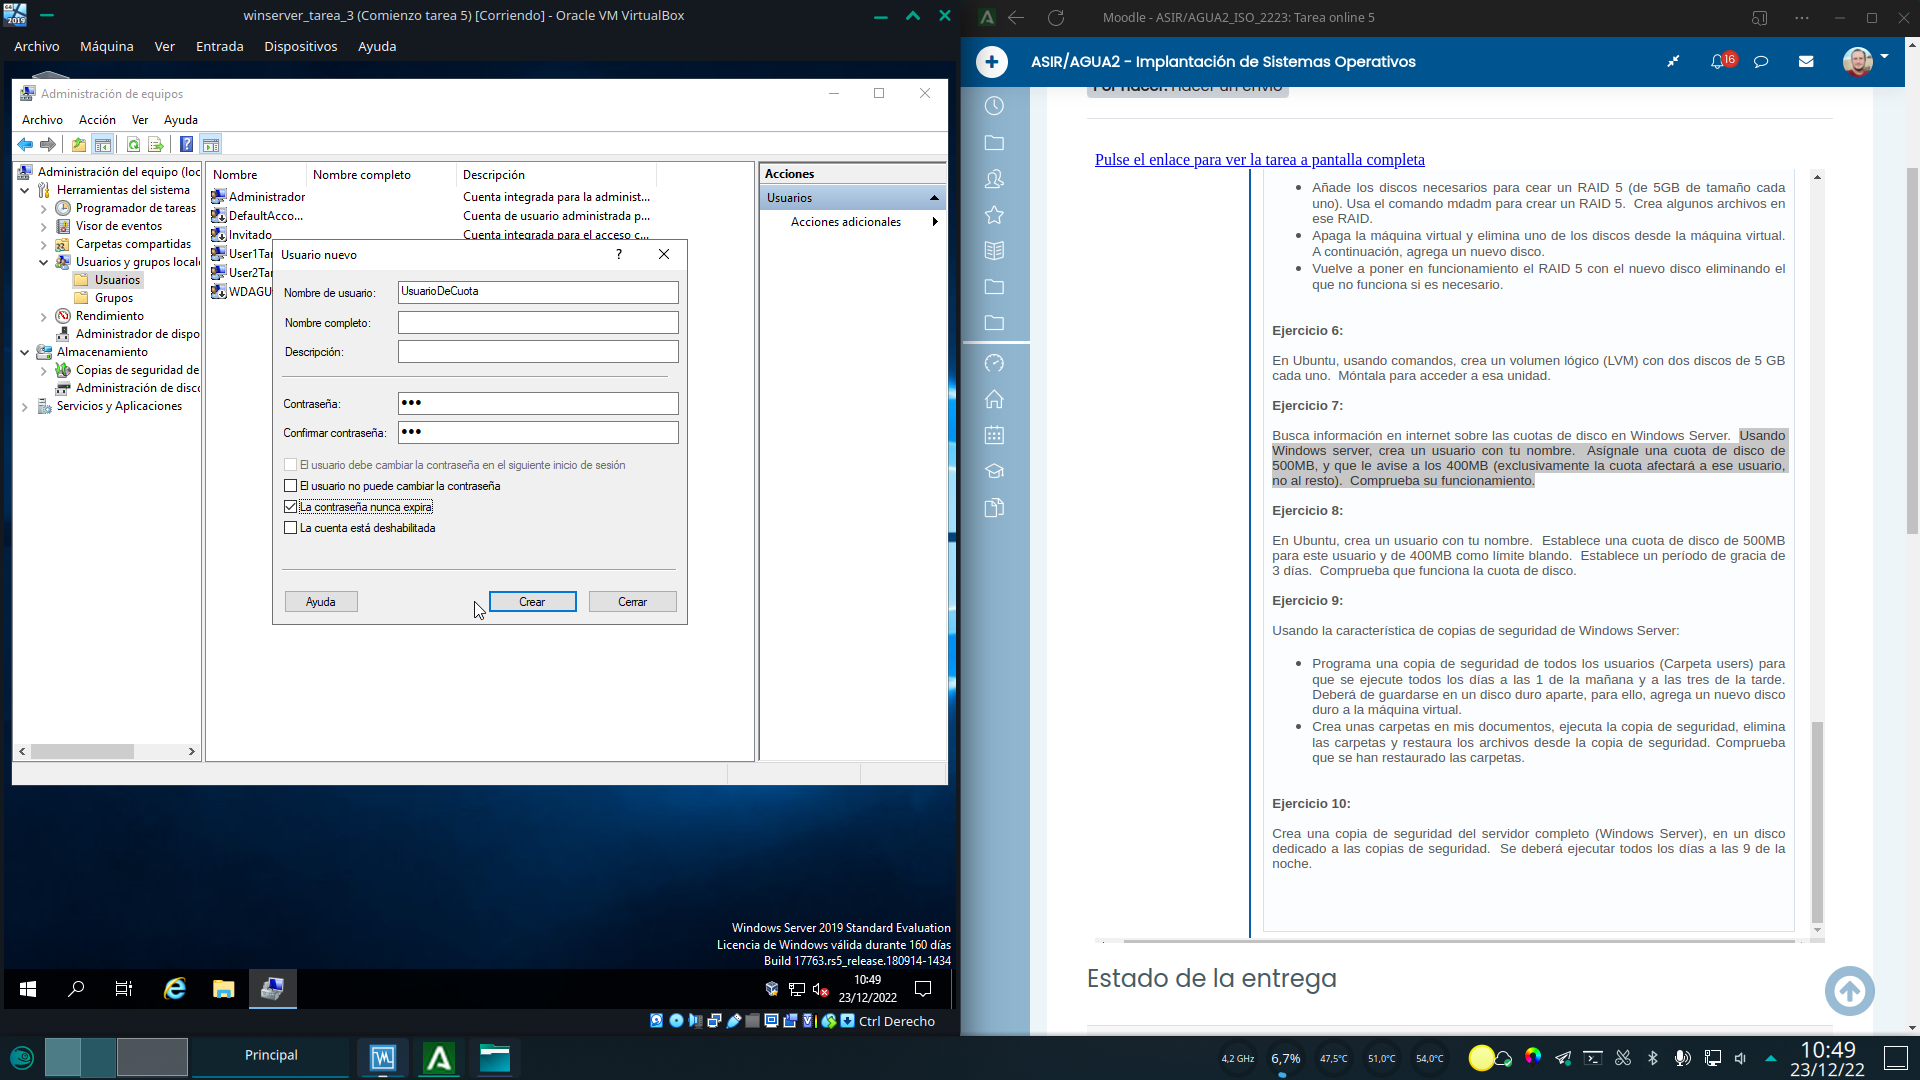 winserver_tarea_3 (Comienzo tarea 5) [Corriendo] - Oracle VM VirtualBox
Archivo Máquina Ver Entrada Dispositivos Ayuda
Administración de equipos
Archivo Acción Ver Ayuda
Administración del equipo (loc
Herramientas del sistema
Programador de tareas
Visor de eventos
Carpetas compartidas
Usuarios y grupos locale
Usuarios
Grupos
Rendimiento
Administrador de dispo
Almacenamiento
Copias de seguridad de
Administración de disco
Servicios y Aplicaciones
Nombre Nombre completo Descripción
Administrador Cuenta integrada para la administ...
DefaultAcco... Cuenta de usuario administrada p...
Invitado Cuenta integrada para el acceso c...
User1Tar
User2Tar
WDAGU
Acciones
Usuarios
Acciones adicionales
Usuario nuevo
?
Nombre de usuario: UsuarioDeCuota
Nombre completo:
Descripción:
Contraseña: •••
Confirmar contraseña: •••
El usuario debe cambiar la contraseña en el siguiente inicio de sesión
El usuario no puede cambiar la contraseña
La contraseña nunca expira
La cuenta está deshabilitada
Ayuda Crear Cerrar
Windows Server 2019 Standard Evaluation
Licencia de Windows válida durante 160 días
Build 17763.rs5_release.180914-1434
10:49
23/12/2022
Ctrl Derecho
Moodle - ASIR/AGUA2_ISO_2223: Tarea online 5
ASIR/AGUA2 - Implantación de Sistemas Operativos
16
Por hacer: Hacer un envío
Pulse el enlace para ver la tarea a pantalla completa
Añade los discos necesarios para cear un RAID 5 (de 5GB de tamaño cada
uno). Usa el comando mdadm para crear un RAID 5. Crea algunos archivos en
ese RAID.
Apaga la máquina virtual y elimina uno de los discos desde la máquina virtual.
A continuación, agrega un nuevo disco.
Vuelve a poner en funcionamiento el RAID 5 con el nuevo disco eliminando el
que no funciona si es necesario.
Ejercicio 6:
En Ubuntu, usando comandos, crea un volumen lógico (LVM) con dos discos de 5 GB
cada uno. Móntala para acceder a esa unidad.
Ejercicio 7:
Busca información en internet sobre las cuotas de disco en Windows Server. Usando
Windows server, crea un usuario con tu nombre. Asígnale una cuota de disco de
500MB, y que le avise a los 400MB (exclusivamente la cuota afectará a ese usuario,
no al resto). Comprueba su funcionamiento.
Ejercicio 8:
En Ubuntu, crea un usuario con tu nombre. Establece una cuota de disco de 500MB
para este usuario y de 400MB como límite blando. Establece un período de gracia de
3 días. Comprueba que funciona la cuota de disco.
Ejercicio 9:
Usando la característica de copias de seguridad de Windows Server:
Programa una copia de seguridad de todos los usuarios (Carpeta users) para
que se ejecute todos los días a las 1 de la mañana y a las tres de la tarde.
Deberá de guardarse en un disco duro aparte, para ello, agrega un nuevo disco
duro a la máquina virtual.
Crea unas carpetas en mis documentos, ejecuta la copia de seguridad, elimina
las carpetas y restaura los archivos desde la copia de seguridad. Comprueba
que se han restaurado las carpetas.
Ejercicio 10:
Crea una copia de seguridad del servidor completo (Windows Server), en un disco
dedicado a las copias de seguridad. Se deberá ejecutar todos los días a las 9 de la
noche.
Estado de la entrega
Principal
4,2 GHz 6,7% 47,5°C 51,0°C 54,0°C
10:49
23/12/22